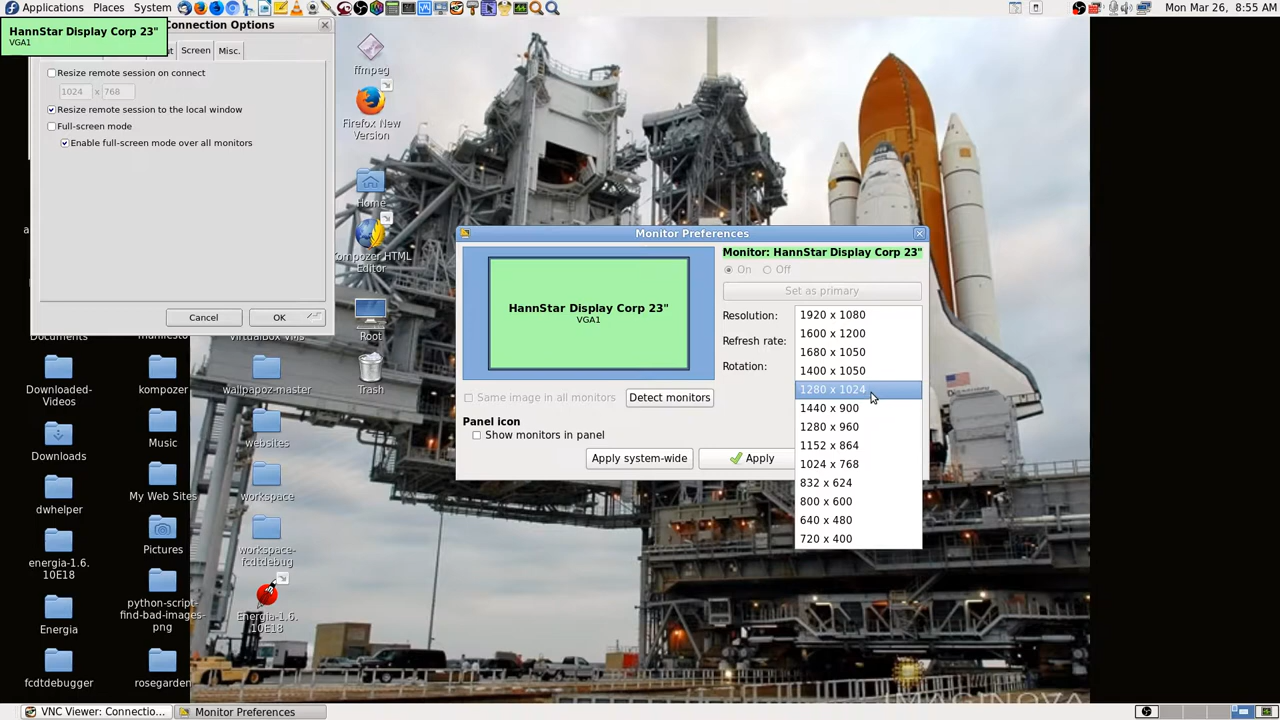 Applications Places System
Mon Mar 26, 8:55 AM
HannStar Display Corp 23"
VGA1
onnection Options
Screen
Misc.
Resize remote session on connect
1024 x 768
Resize remote session to the local window
Full-screen mode
Enable full-screen mode over all monitors
Cancel
OK
ffmpeg
Firefox New
Version
Home
ompozer HTML
Editor
Root
Trash
Documents
manifesto
VirtualBox VMs
Downloaded-
Videos
kompozer
wallpapoz-master
Downloads
Music
websites
dwhelper
My Web Sites
workspace
energia-1.6.
10E18
Pictures
workspace-
fcdtdebug
Energia
python-script-
find-bad-images-
png
Energia-1.6.
10E18
fcdtdebugger
rosegarden
Monitor Preferences
HannStar Display Corp 23"
VGA1
Monitor: HannStar Display Corp 23"
On
Off
Set as primary
Resolution:
Refresh rate:
Rotation:
1920 x 1080
1600 x 1200
1680 x 1050
1400 x 1050
1280 x 1024
1440 x 900
1280 x 960
1152 x 864
1024 x 768
832 x 624
800 x 600
640 x 480
720 x 400
Same image in all monitors
Detect monitors
Panel icon
Show monitors in panel
Apply system-wide
Apply
IMAGINOVA
VNC Viewer: Connectio...
Monitor Preferences